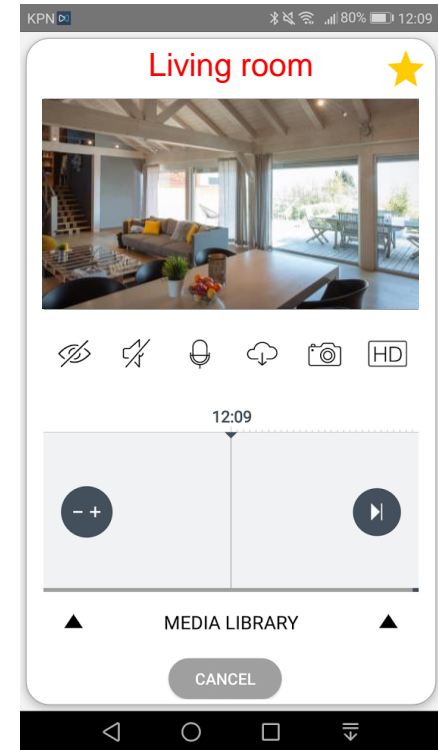 KPN 80% 12:09
Living room
HD
12:09
- +
MEDIA LIBRARY
CANCEL